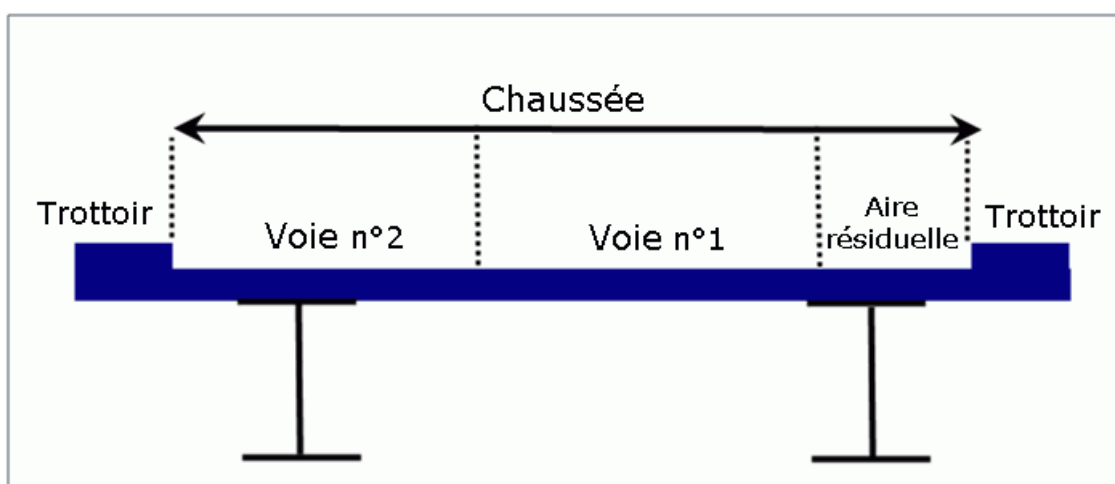 Chaussée
Trottoir
Voie n°2
Voie n°1
Aire
résiduelle
Trottoir